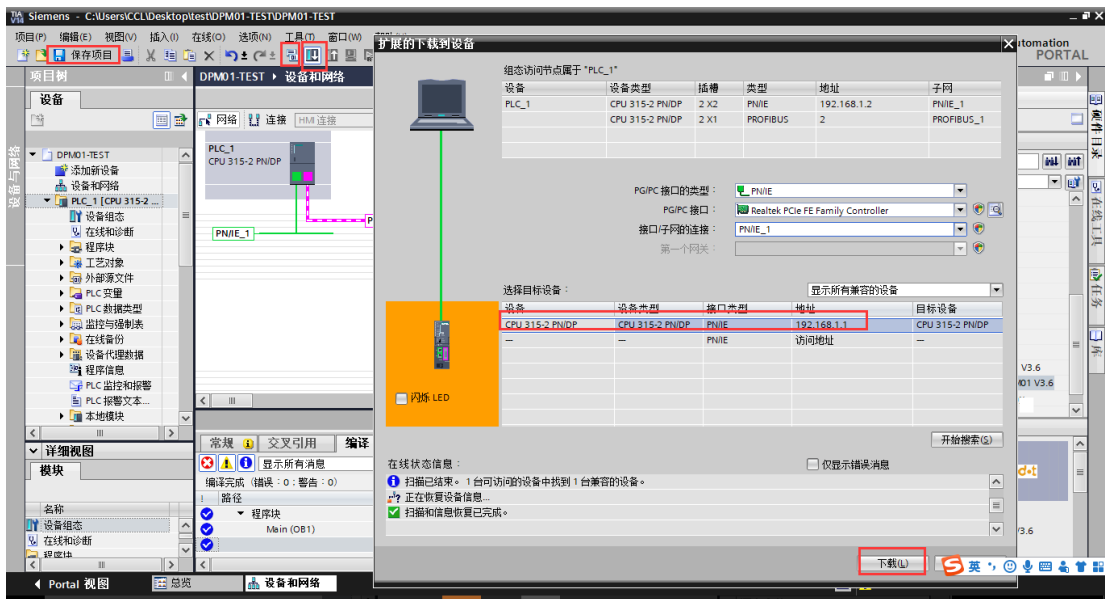 Siemens - C:\Users\CCL\Desktop\test\DPM01-TEST\DPM01-TEST
项目(P) 编辑(E) 视图(V) 插入(I) 在线(O) 选项(N) 工具(T) 窗口(W)
保存项目
tomation
PORTAL
项目树
设备
DPM01-TEST
添加新设备
设备和网络
PLC_1 [CPU 315-2 ...
设备组态
在线和诊断
程序块
工艺对象
外部源文件
PLC 变量
PLC 数据类型
监控与强制表
在线备份
设备代理数据
程序信息
PLC 监控和报警
PLC 报警文本...
本地模块
详细视图
模块
名称
设备组态
在线和诊断
程序块
设备与网络
DPM01-TEST ▸ 设备和网络
网络 连接 HMI 连接
PLC_1
CPU 315-2 PN/DP
PN/IE_1
P
常规 交叉引用 编译
显示所有消息
编译完成（错误：0；警告：0）
! 路径
程序块
Main (OB1)
扩展的下载到设备
组态访问节点属于 "PLC_1"
设备 设备类型 插槽 类型 地址 子网
PLC_1 CPU 315-2 PN/DP 2 X2 PN/IE 192.168.1.2 PN/IE_1
CPU 315-2 PN/DP 2 X1 PROFIBUS 2 PROFIBUS_1
PG/PC 接口的类型： PN/IE
PG/PC 接口： Realtek PCIe FE Family Controller
接口/子网的连接： PN/IE_1
第一个网关：
选择目标设备： 显示所有兼容的设备
设备 设备类型 接口类型 地址 目标设备
CPU 315-2 PN/DP CPU 315-2 PN/DP PN/IE 192.168.1.1 CPU 315-2 PN/DP
— — PN/IE 访问地址 —
闪烁 LED
开始搜索(S)
在线状态信息： 仅显示错误消息
扫描已结束。1 台可访问的设备中找到 1 台兼容的设备。
正在恢复设备信息...
扫描和信息恢复已完成。
下载(L)
硬件目录
在线工具
任务
库
V3.6
M01 V3.6
V3.6
英
Portal 视图 总览 设备和网络